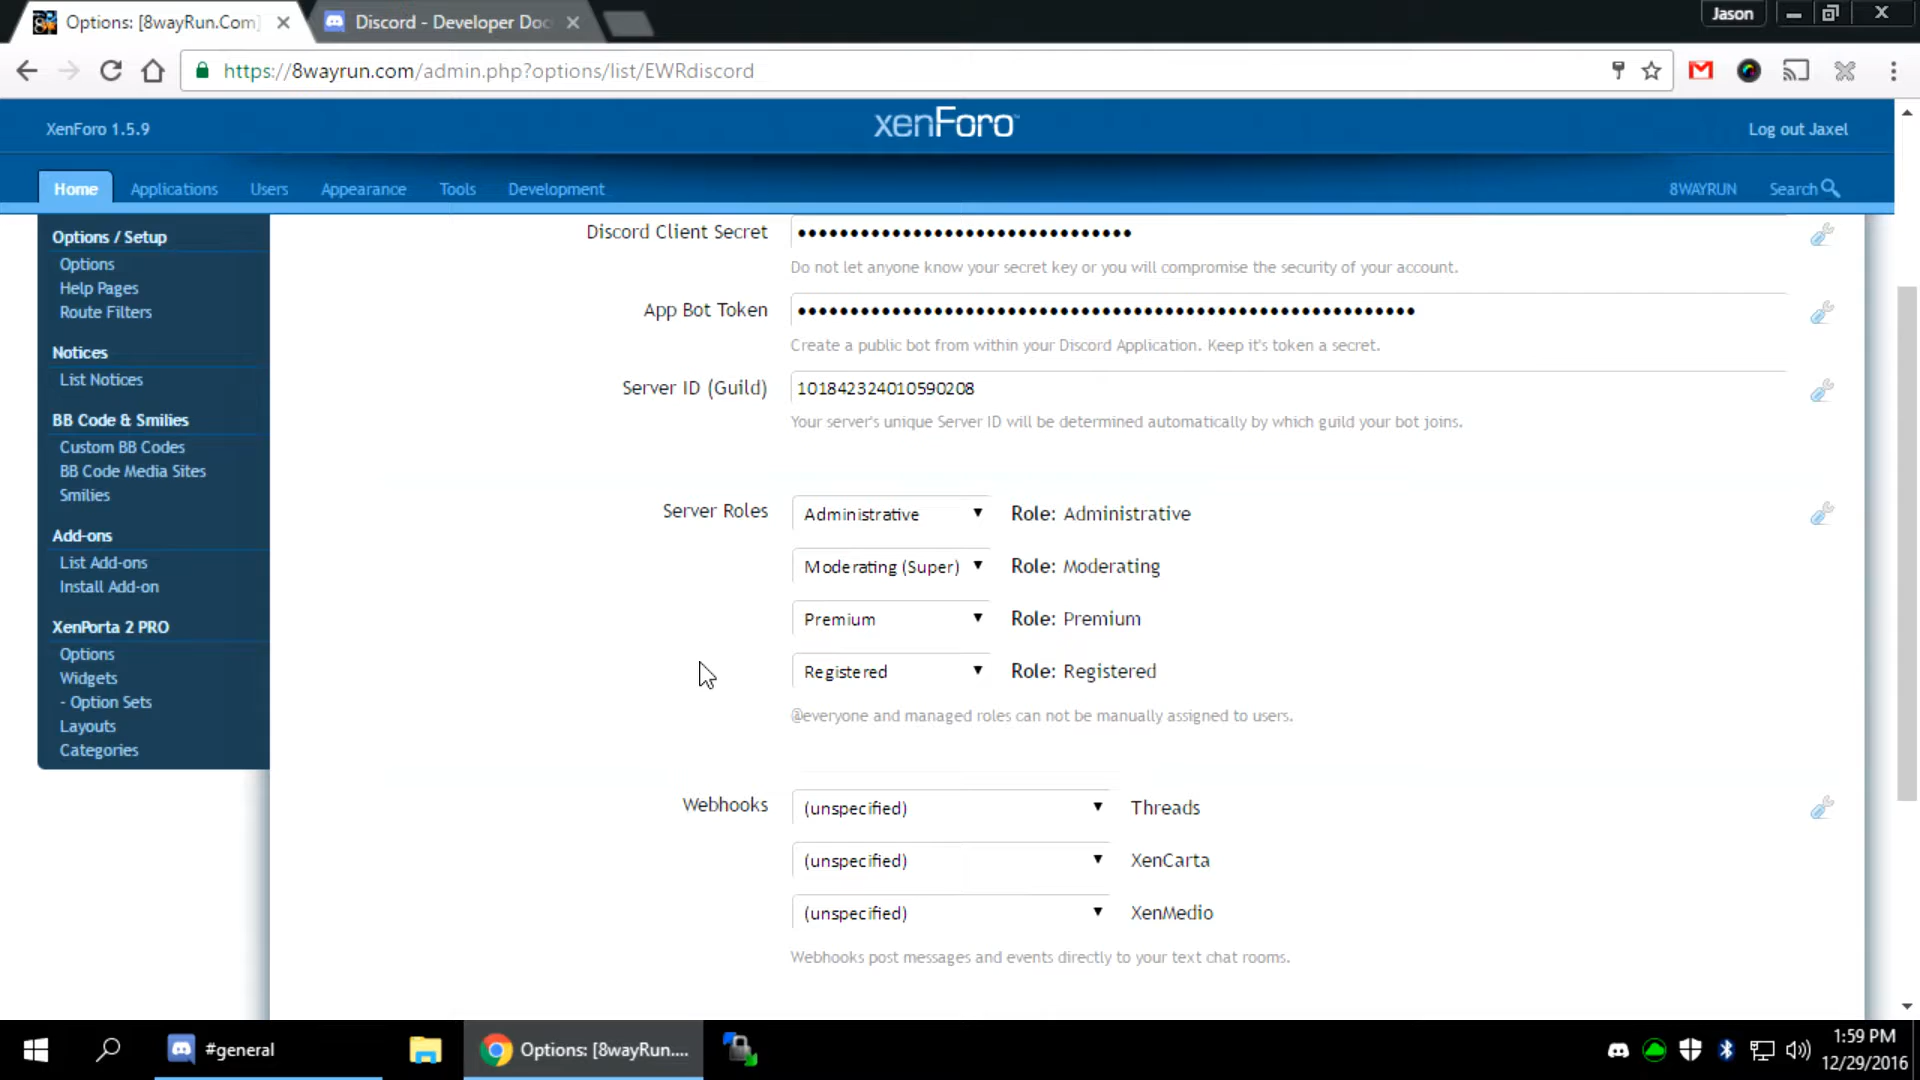 Options: [8wayRun.Com]
Discord - Developer Doc
Jason
https://8wayrun.com/admin.php?options/list/EWRdiscord
XenForo 1.5.9
xenForo
Log out Jaxel
Home
Applications
Users
Appearance
Tools
Development
8WAYRUN
Search
Options / Setup
Options
Help Pages
Route Filters
Notices
List Notices
BB Code & Smilies
Custom BB Codes
BB Code Media Sites
Smilies
Add-ons
List Add-ons
Install Add-on
XenPorta 2 PRO
Options
Widgets
- Option Sets
Layouts
Categories
Discord Client Secret
••••••••••••••••••••••••••••••••
Do not let anyone know your secret key or you will compromise the security of your account.
App Bot Token
•••••••••••••••••••••••••••••••••••••••••••••••••••••••••••
Create a public bot from within your Discord Application. Keep it's token a secret.
Server ID (Guild)
101842324010590208
Your server's unique Server ID will be determined automatically by which guild your bot joins.
Server Roles
Administrative
Role: Administrative
Moderating (Super)
Role: Moderating
Premium
Role: Premium
Registered
Role: Registered
@everyone and managed roles can not be manually assigned to users.
Webhooks
(unspecified)
Threads
(unspecified)
XenCarta
(unspecified)
XenMedio
Webhooks post messages and events directly to your text chat rooms.
#general
Options: [8wayRun....
1:59 PM
12/29/2016